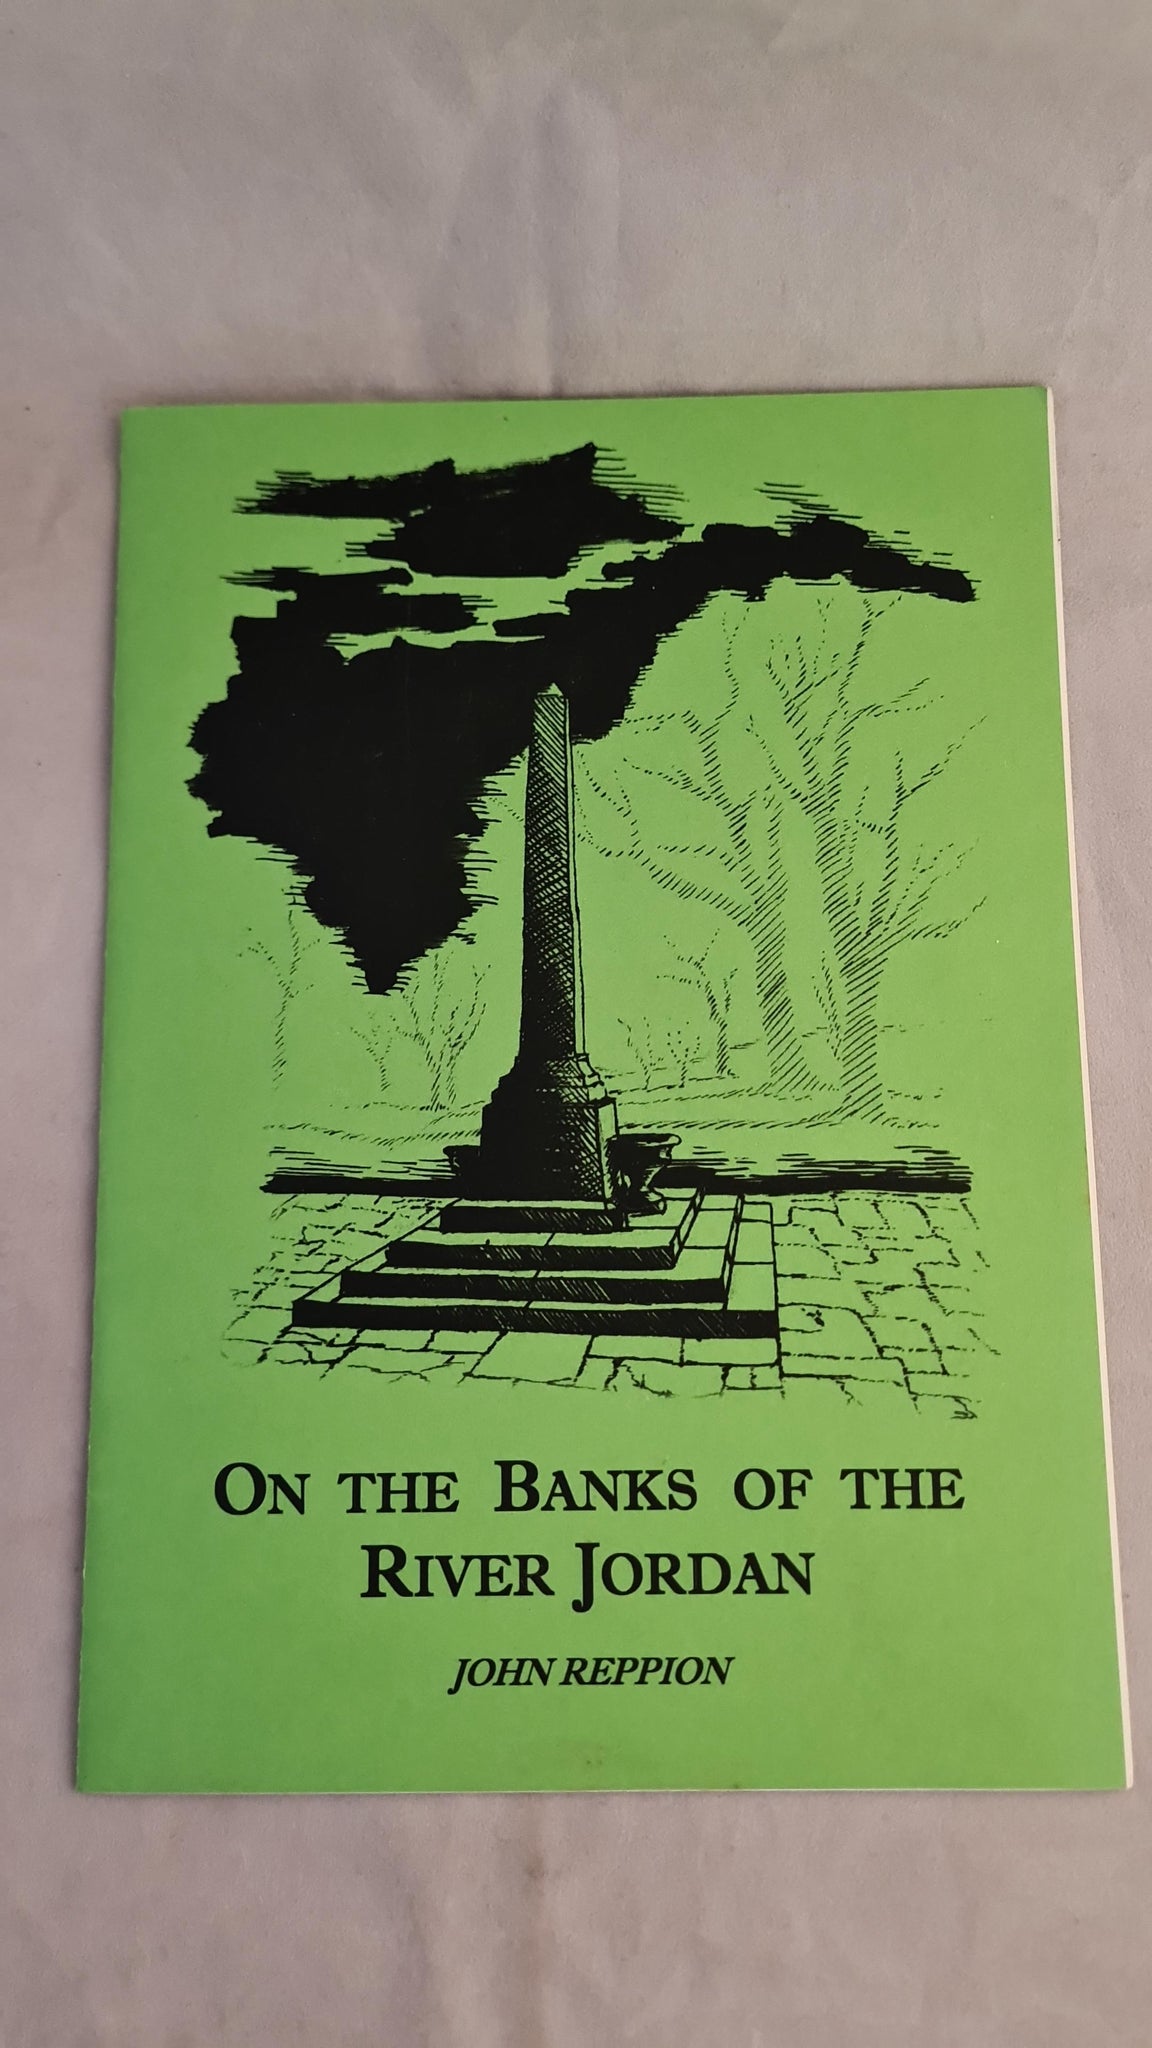 On the Banks of the
River Jordan
JOHN REPPION